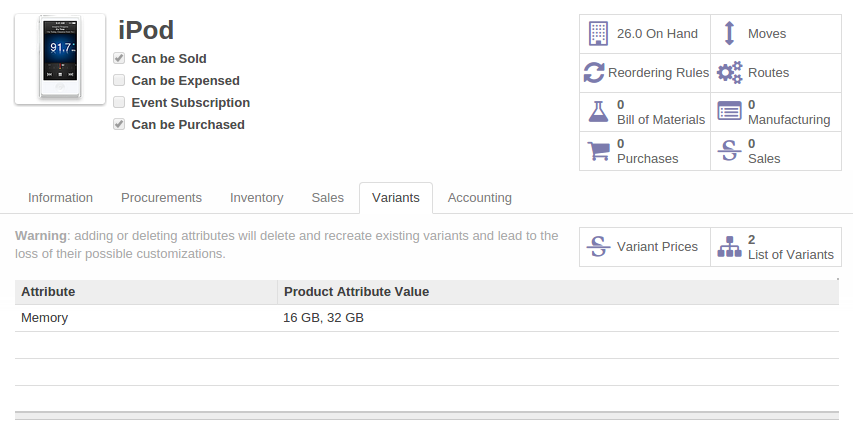 iPod
Can be Sold
Can be Expensed
Event Subscription
Can be Purchased
26.0 On Hand
Moves
Reordering Rules
Routes
0
Bill of Materials
0
Manufacturing
0
Purchases
0
Sales
91.7
Information Procurements Inventory Sales Variants Accounting
Warning: adding or deleting attributes will delete and recreate existing variants and lead to the
loss of their possible customizations.
Variant Prices
2
List of Variants
Attribute Product Attribute Value
Memory 16 GB, 32 GB